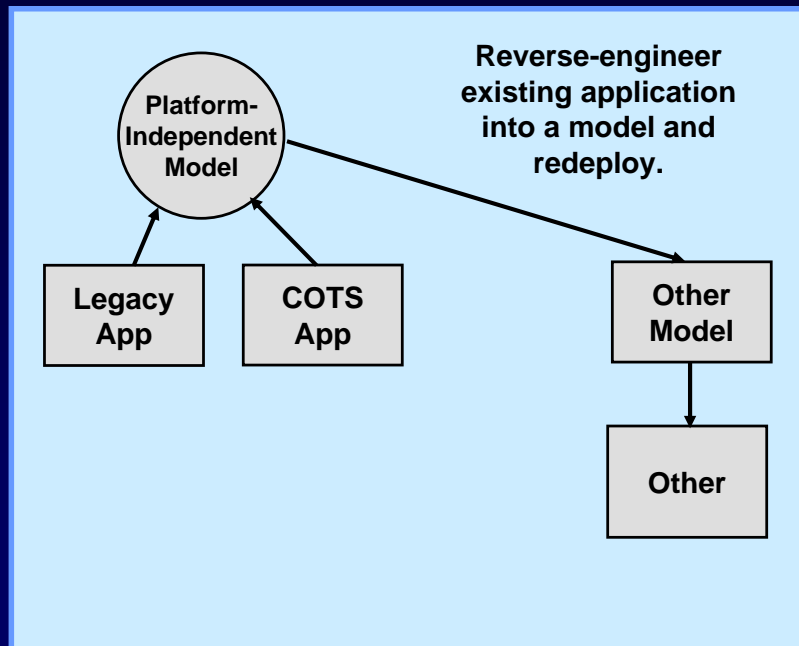 Reverse-engineer
existing application
into a model and
redeploy.
Platform-
Independent
Model
Legacy
App
COTS
App
Other
Model
Other